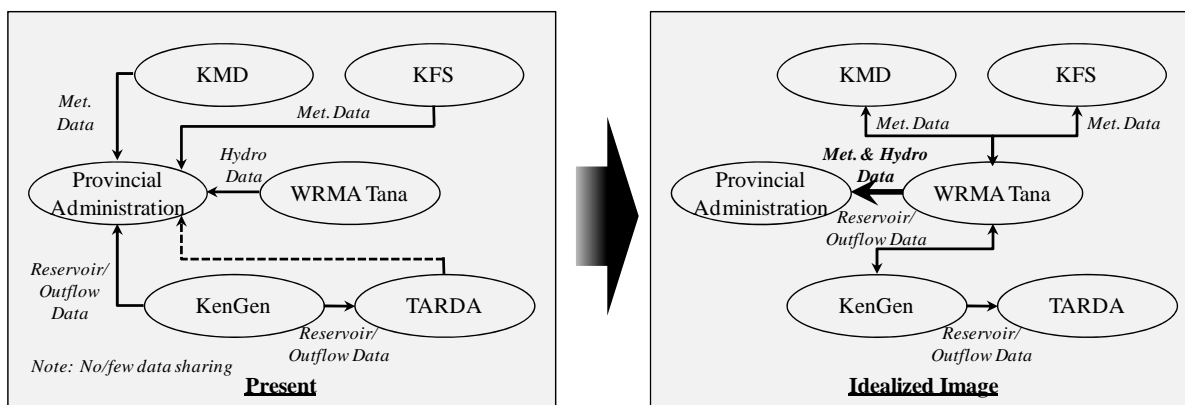 KMD
KFS
Met.
Data
Met. Data
Hydro
Data
Provincial
Administration
WRMA Tana
Reservoir/
Outflow
Data
KenGen
TARDA
Reservoir/
Outflow Data
Note: No/few data sharing
Present
KMD
KFS
Met. Data
Met. Data
Met. & Hydro
Data
Provincial
Administration
WRMA Tana
Reservoir/
Outflow Data
KenGen
TARDA
Reservoir/
Outflow Data
Idealized Image